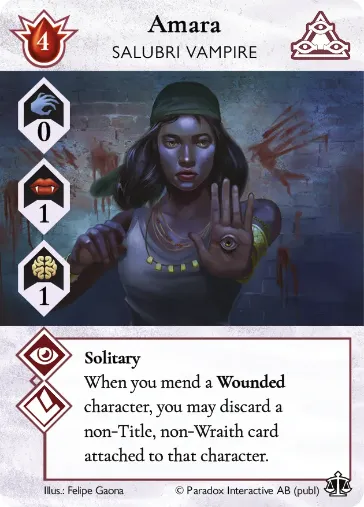 Amara
4
SALUBRI VAMPIRE
0
1
1
Solitary
When you mend a Wounded
character, you may discard a
non-Title, non-Wraith card
attached to that character.
Illus.: Felipe Gaona © Paradox Interactive AB (publ)